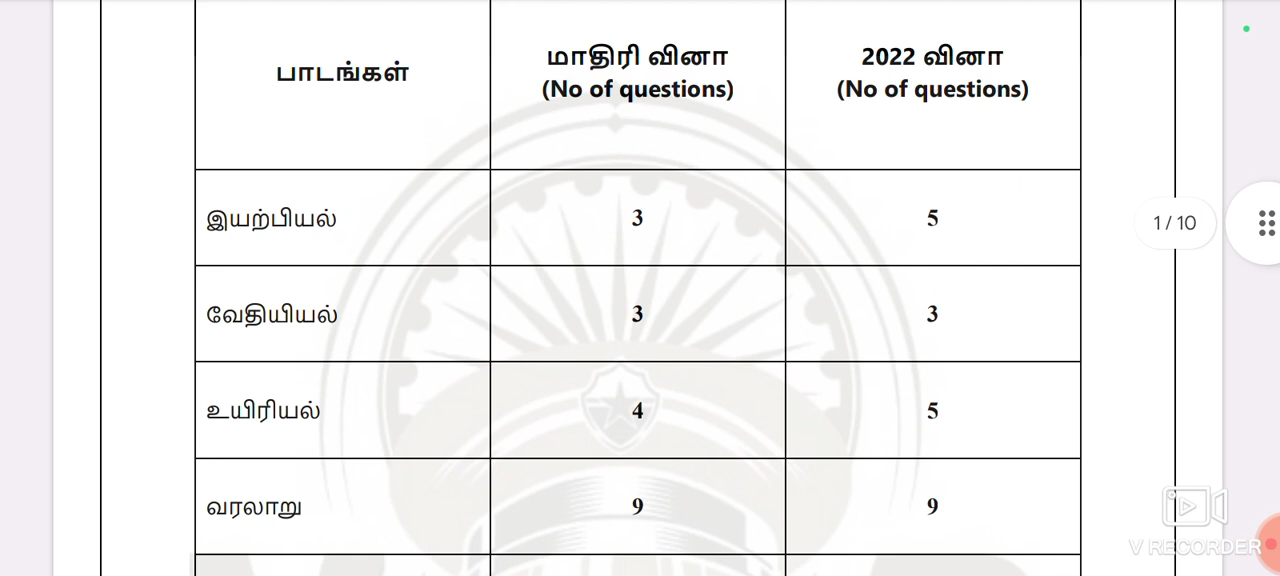 பாடங்கள்
மாதிரி வினா
(No of questions)
2022 வினா
(No of questions)
இயற்பியல்
3
5
வேதியியல்
3
3
உயிரியல்
4
5
வரலாறு
9
9
1 / 10
V RECORDER